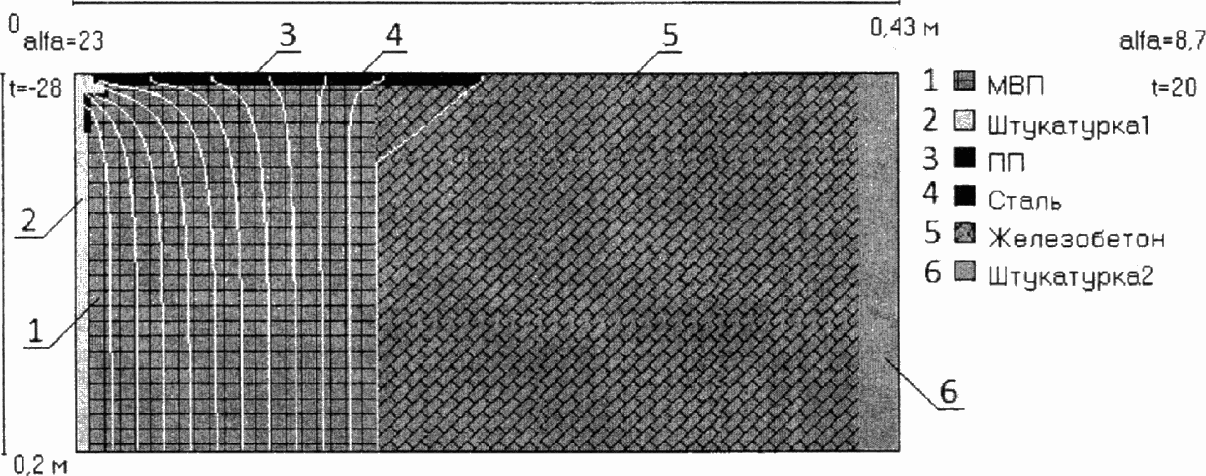 0
0,43 м
alfa=23
3
4
5
alfa=8,7
t=-28
t=20
1 МВП
2 Штукатурка1
3 ПП
4 Сталь
5 Железобетон
6 Штукатурка2
2
1
6
0,2 м